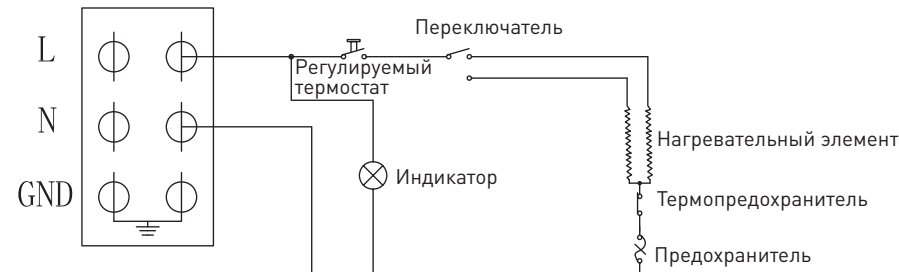 Переключатель
L
Регулируемый
термостат
N
Нагревательный элемент
Индикатор
GND
Термопредохранитель
Предохранитель